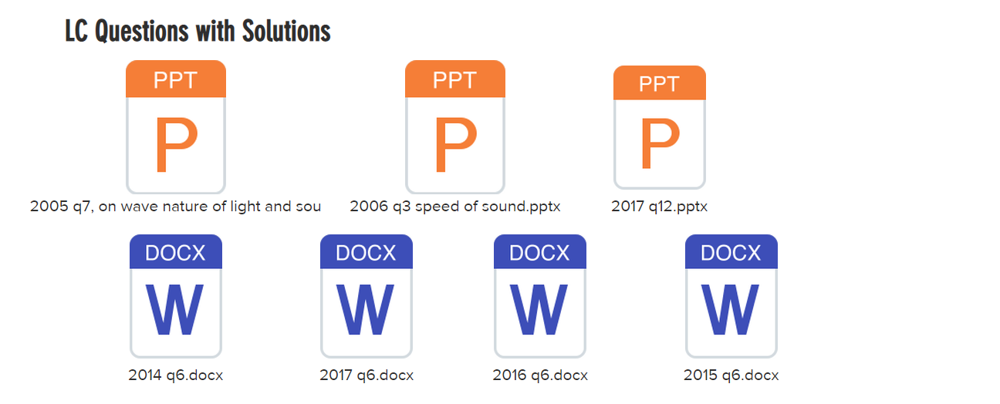 LC Questions with Solutions
PPT PPT PPT
P P P
2005 q7, on wave nature of light and sou 2006 q3 speed of sound.pptx 2017 q12.pptx
DOCX DOCX DOCX DOCX
W W W W
2014 q6.docx 2017 q6.docx 2016 q6.docx 2015 q6.docx